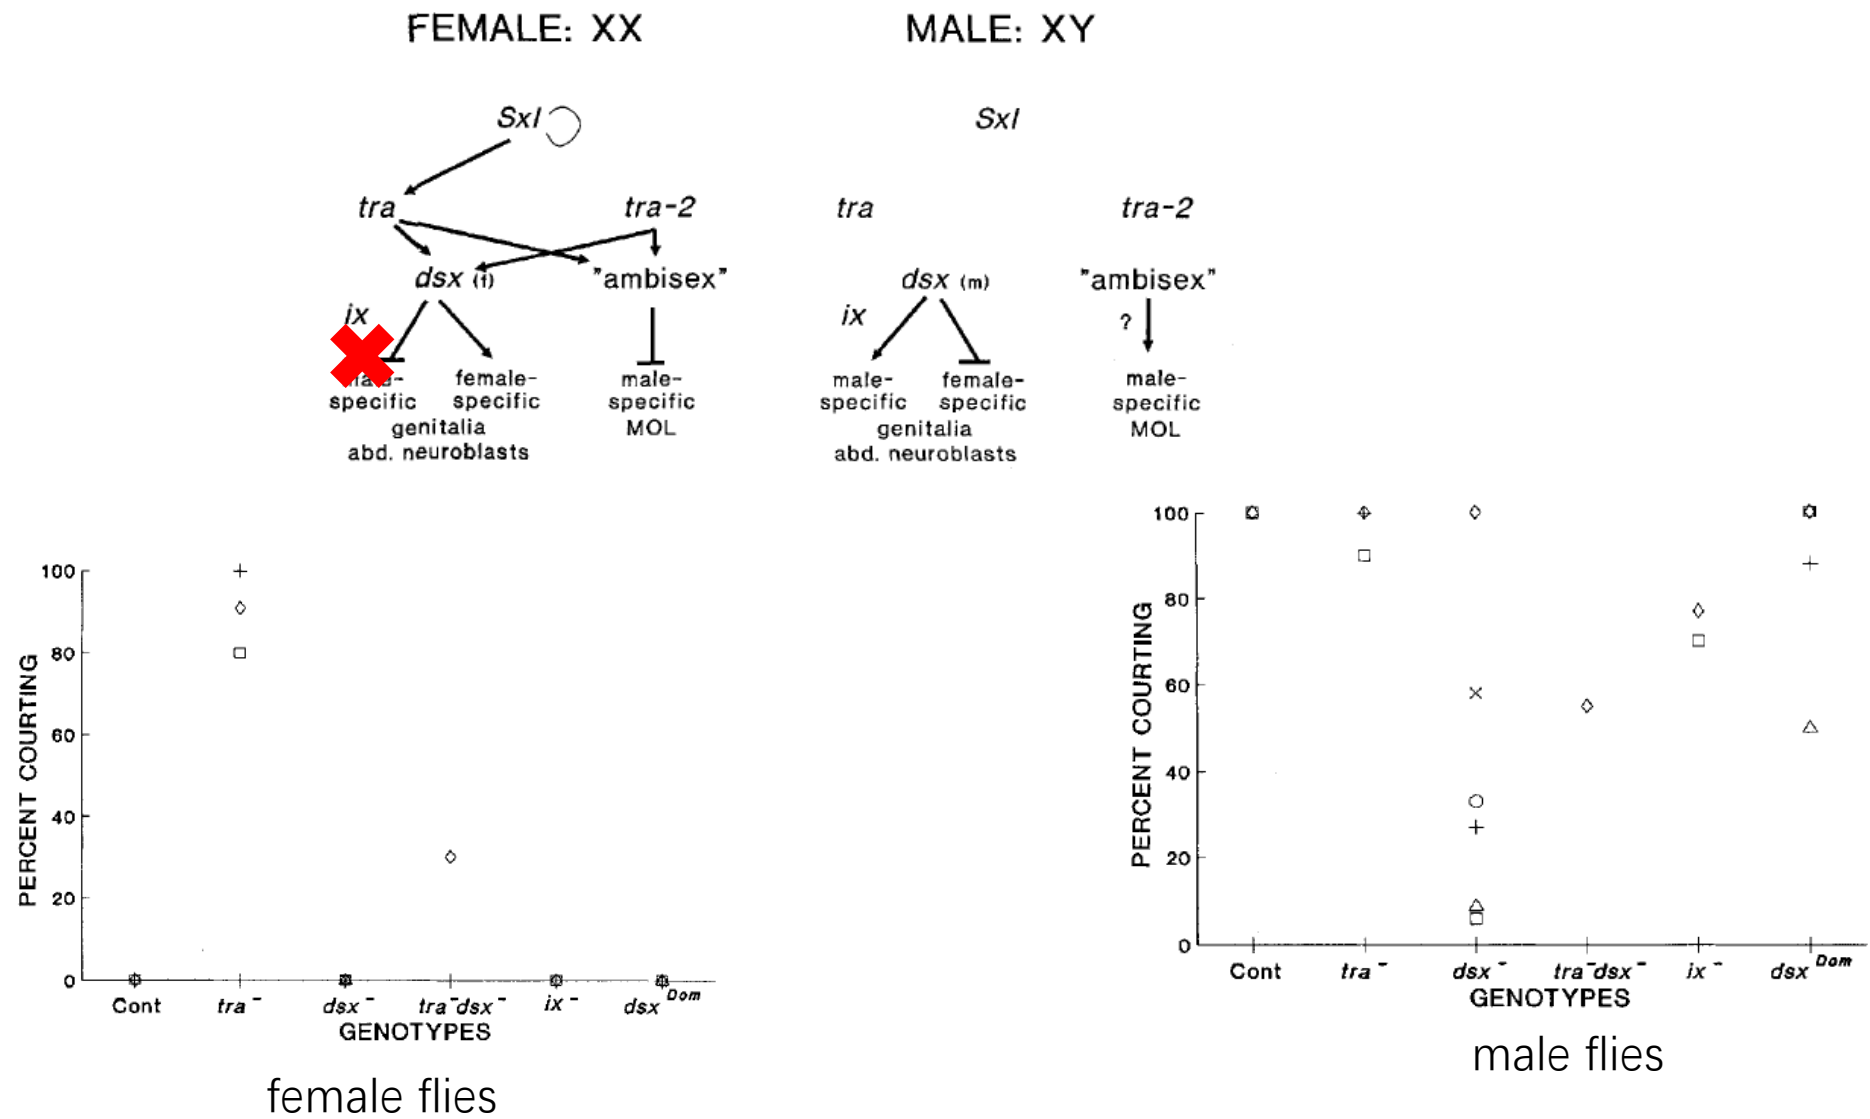 FEMALE: XX
MALE: XY
Sxl
Sxl
tra
tra-2
tra
tra-2
dsx (f)
"ambisex"
dsx (m)
"ambisex"
ix
ix
?
specific
female-
specific
genitalia
abd. neuroblasts
male-
specific
MOL
male-
specific
female-
specific
genitalia
abd. neuroblasts
male-
specific
MOL
100
80
60
40
20
0
PERCENT COURTING
Cont
tra⁻
dsx⁻
tra⁻dsx⁻
ix⁻
dsx Dom
GENOTYPES
female flies
100
80
60
40
20
0
PERCENT COURTING
Cont
tra⁻
dsx⁻
tra⁻dsx⁻
ix⁻
dsx Dom
GENOTYPES
male flies